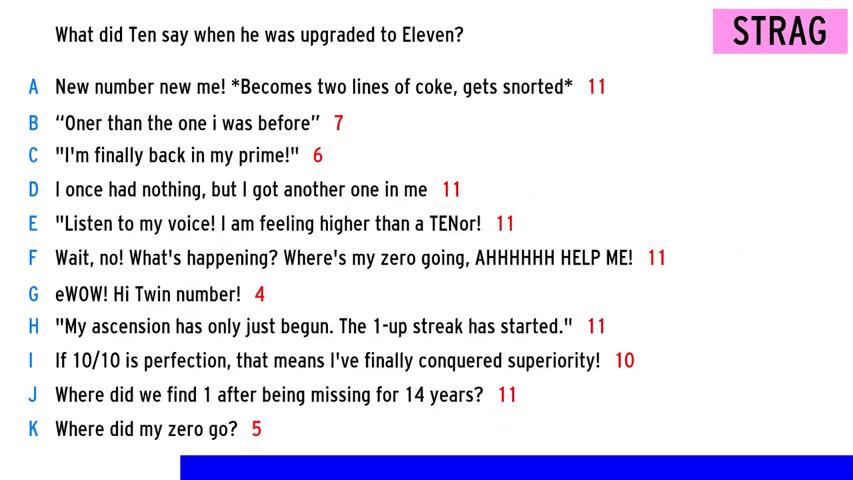 What did Ten say when he was upgraded to Eleven?
STRAG
A New number new me! *Becomes two lines of coke, gets snorted* 11
B “Oner than the one i was before” 7
C "I'm finally back in my prime!" 6
D I once had nothing, but I got another one in me 11
E "Listen to my voice! I am feeling higher than a TENor! 11
F Wait, no! What's happening? Where's my zero going, AHHHHHH HELP ME! 11
G eWOW! Hi Twin number! 4
H "My ascension has only just begun. The 1-up streak has started." 11
I If 10/10 is perfection, that means I've finally conquered superiority! 10
J Where did we find 1 after being missing for 14 years? 11
K Where did my zero go? 5